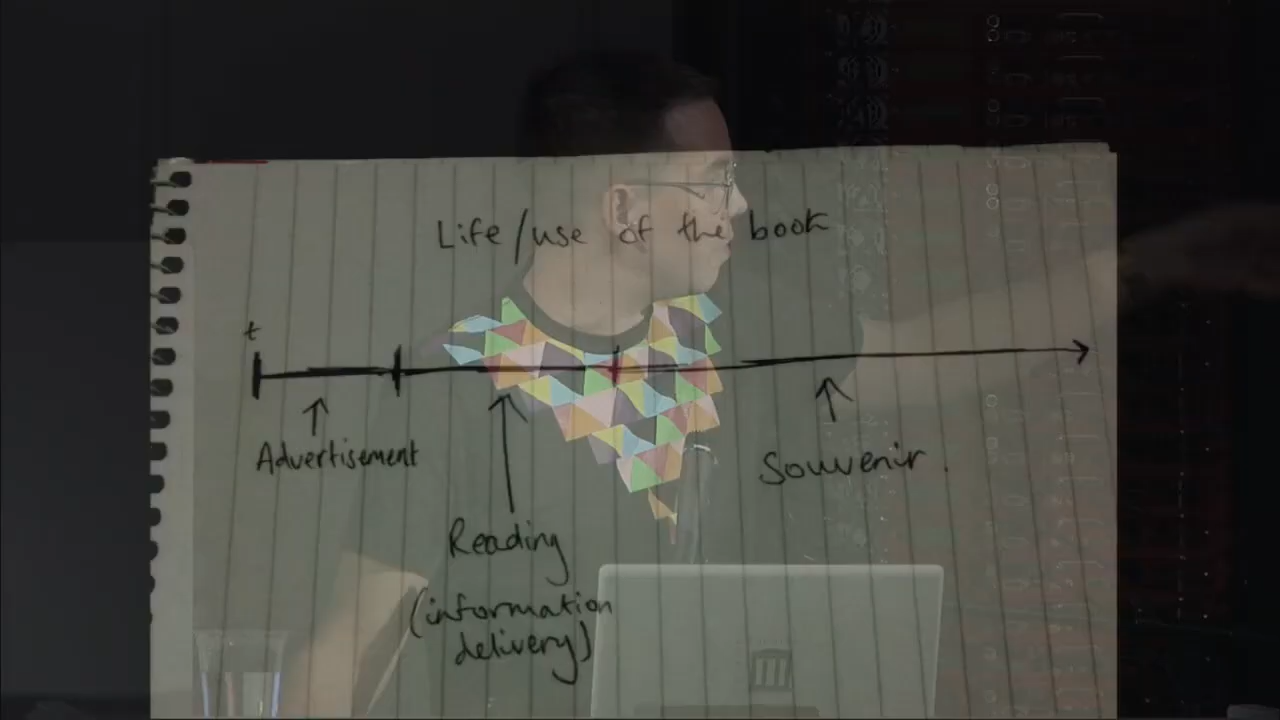 Life/use of the book
t
Advertisement
Souvenir.
Reading
(information
delivery)